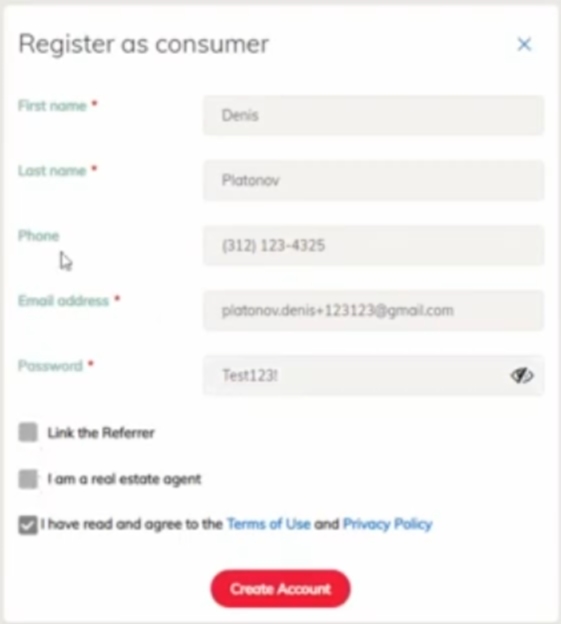 Register as consumer
First name *
Denis
Last name *
Platonov
Phone
(312) 123-4325
Email address *
platonov.denis+123123@gmail.com
Password *
Test123!
Link the Referrer
I am a real estate agent
I have read and agree to the Terms of Use and Privacy Policy
Create Account